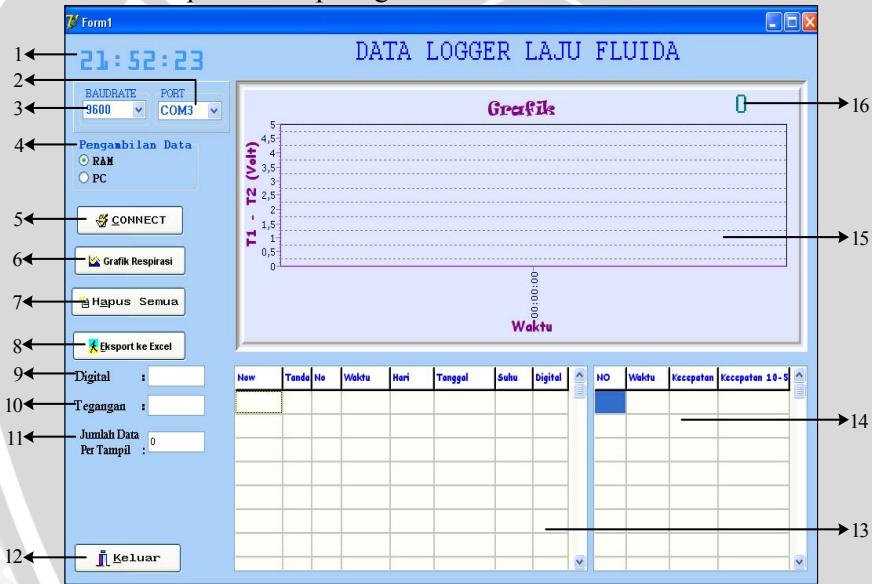 Form1
1
21:52:23
DATA LOGGER LAJU FLUIDA
2
BAUDRATE PORT
3
9600 COM3
Grafik 0
16
4
Pengambilan Data
RAM
PC
T1 - T2 (Volt)
5
4,5
4
3,5
3
2,5
2
1,5
1
0,5
0
15
00:00:00
Waktu
5
CONNECT
6
Grafik Respirasi
7
Hapus Semua
8
Eksport ke Excel
9
Digital :
10
Tegangan :
11
Jumlah Data
Per Tampil : 0
Now Tanda No Waktu Hari Tanggal Suhu Digital
NO Waktu Kecepatan Kecepatan 10-5
14
13
12
Keluar